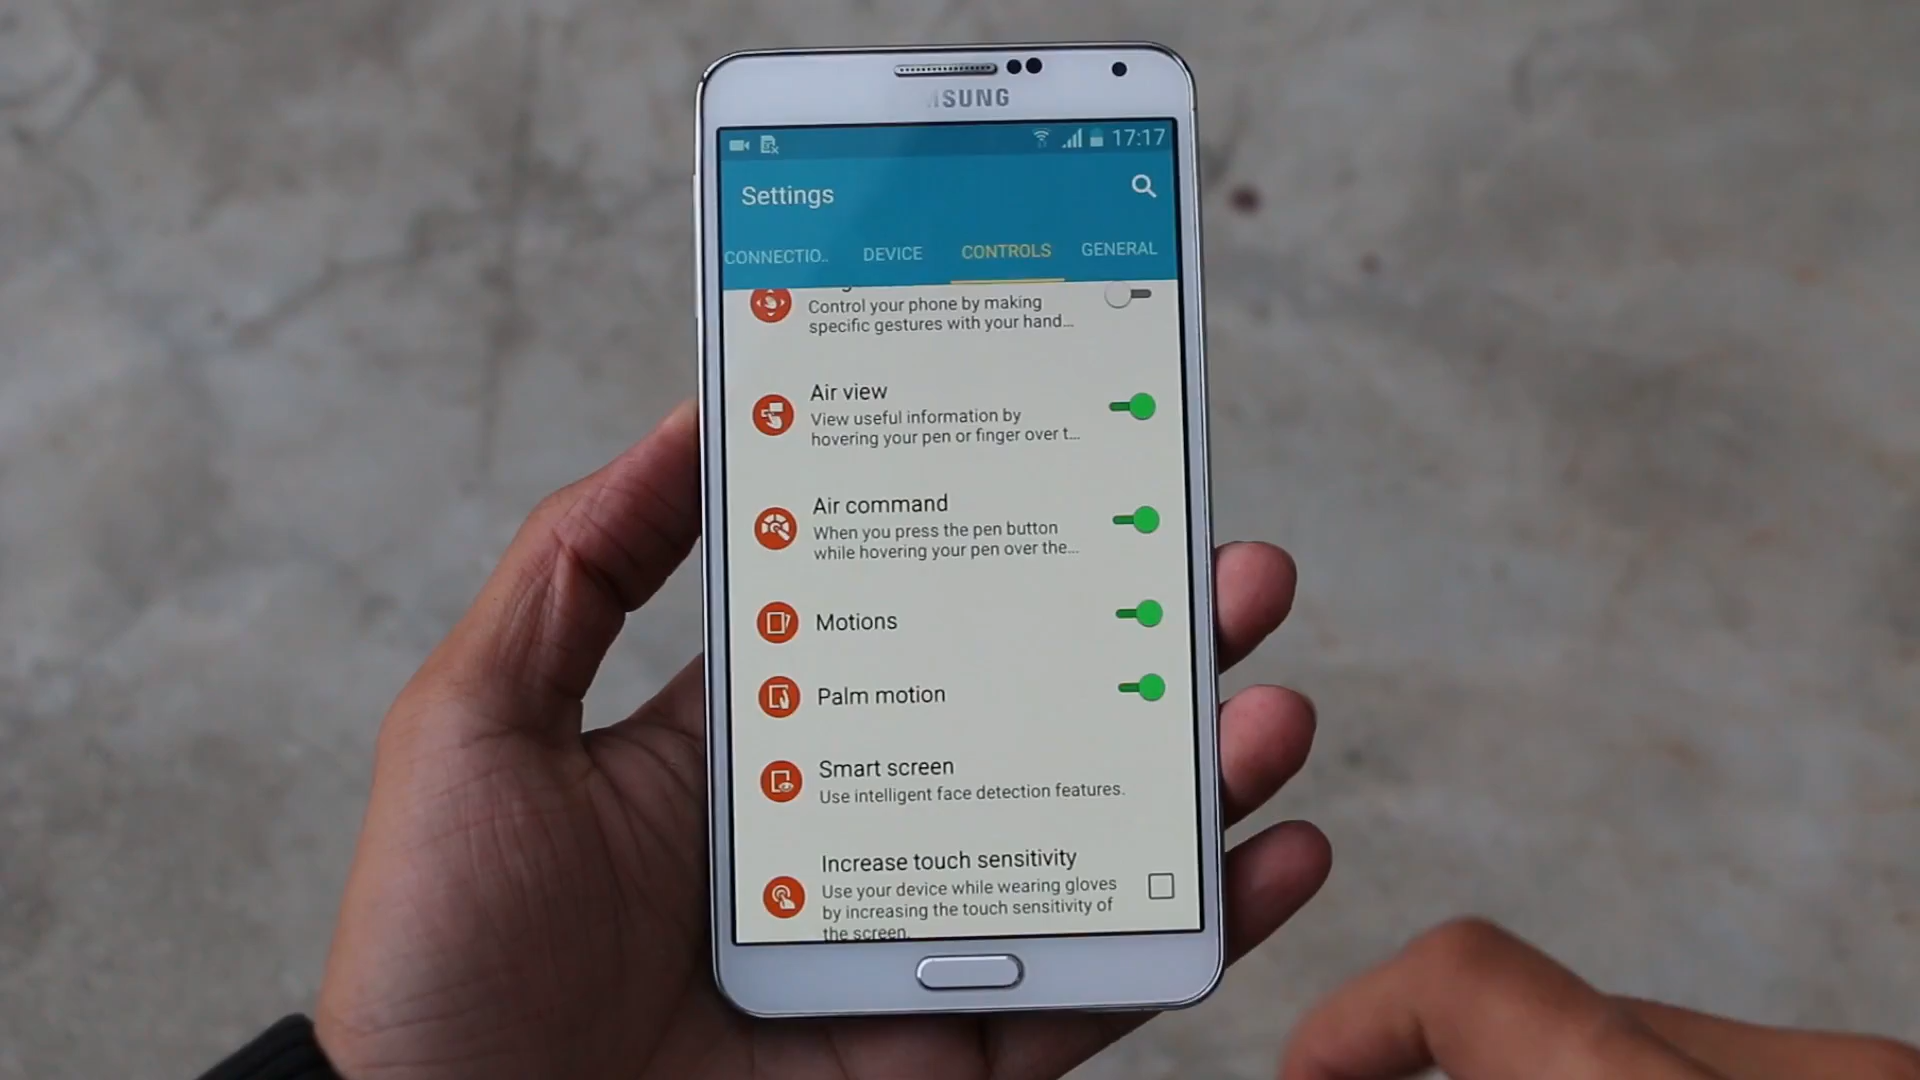 SUNG
17:17
Settings
CONNECTIO..
DEVICE
CONTROLS
GENERAL
Control your phone by making
specific gestures with your hand...
Air view
View useful information by
hovering your pen or finger over t...
Air command
When you press the pen button
while hovering your pen over the...
Motions
Palm motion
Smart screen
Use intelligent face detection features.
Increase touch sensitivity
Use your device while wearing gloves
by increasing the touch sensitivity of
the screen.